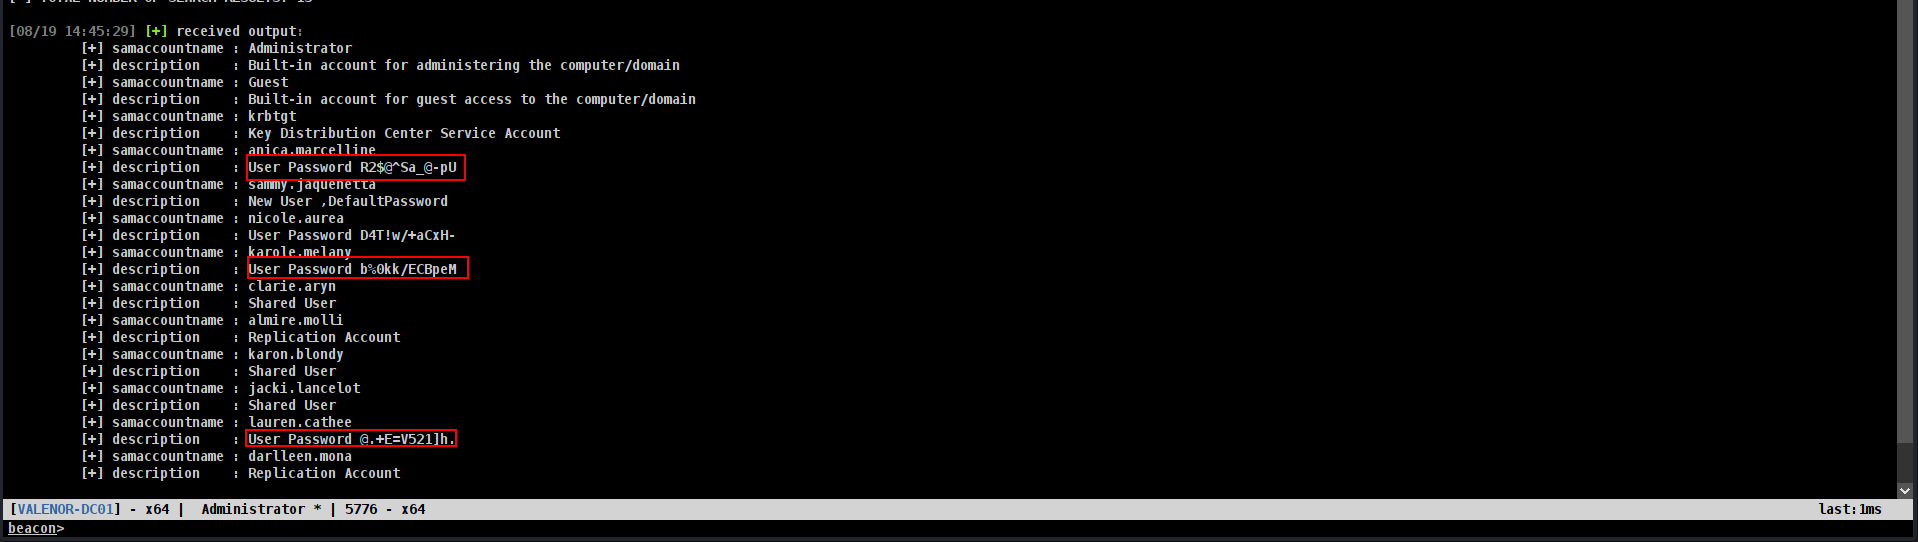 [*] TOTAL NUMBER OF SEARCH RESULTS: 13
[08/19 14:45:29] [+] received output:
[+] samaccountname : Administrator
[+] description    : Built-in account for administering the computer/domain
[+] samaccountname : Guest
[+] description    : Built-in account for guest access to the computer/domain
[+] samaccountname : krbtgt
[+] description    : Key Distribution Center Service Account
[+] samaccountname : anica.marcelline
[+] description    : User Password R2$@^Sa_@-pU
[+] samaccountname : sammy.jaquenetta
[+] description    : New User ,DefaultPassword
[+] samaccountname : nicole.aurea
[+] description    : User Password D4T!w/+aCxH-
[+] samaccountname : karole.melany
[+] description    : User Password b%0kk/ECBpeM
[+] samaccountname : clarie.aryn
[+] description    : Shared User
[+] samaccountname : almire.molli
[+] description    : Replication Account
[+] samaccountname : karon.blondy
[+] description    : Shared User
[+] samaccountname : jacki.lancelot
[+] description    : Shared User
[+] samaccountname : lauren.cathee
[+] description    : User Password @.+E=V521]h.
[+] samaccountname : darlleen.mona
[+] description    : Replication Account
[VALENOR-DC01] - x64 |  Administrator * | 5776 - x64 last:1ms
beacon>